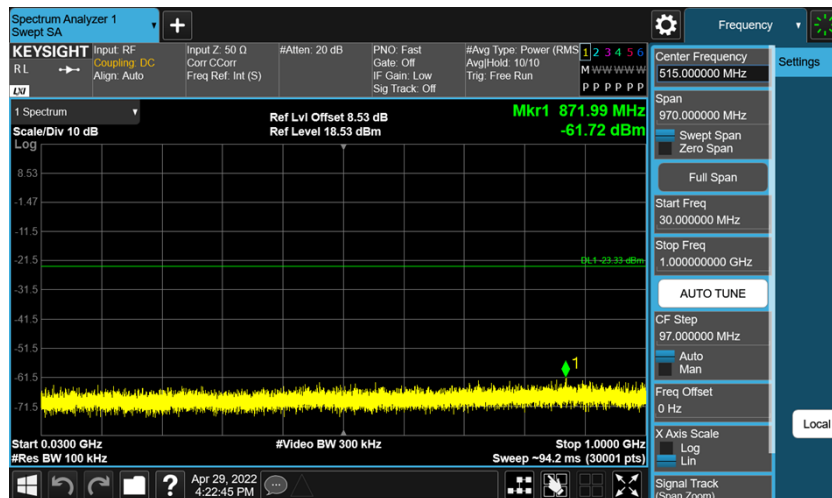 Spectrum Analyzer 1
Swept SA
Frequency
KEYSIGHT
RL
LXI
Input: RF
Coupling: DC
Align: Auto
Input Z: 50 Ω
Corr CCorr
Freq Ref: Int (S)
#Atten: 20 dB
PNO: Fast
Gate: Off
IF Gain: Low
Sig Track: Off
#Avg Type: Power (RMS
Avg|Hold: 10/10
Trig: Free Run
1 2 3 4 5 6
M W W W W W
P P P P P P
Settings
1 Spectrum
Scale/Div 10 dB
Ref Lvl Offset 8.53 dB
Ref Level 18.53 dBm
Mkr1 871.99 MHz
-61.72 dBm
Log
8.53
-1.47
-11.5
-21.5
-31.5
-41.5
-51.5
-61.5
-71.5
DL1 -23.33 dBm
1
Start 0.0300 GHz
#Res BW 100 kHz
#Video BW 300 kHz
Stop 1.0000 GHz
Sweep ~94.2 ms (30001 pts)
Center Frequency
515.000000 MHz
Span
970.000000 MHz
Swept Span
Zero Span
Full Span
Start Freq
30.000000 MHz
Stop Freq
1.000000000 GHz
AUTO TUNE
CF Step
97.000000 MHz
Auto
Man
Freq Offset
0 Hz
X Axis Scale
Log
Lin
Signal Track
(Span Zoom)
Local
?
Apr 29, 2022
4:22:45 PM